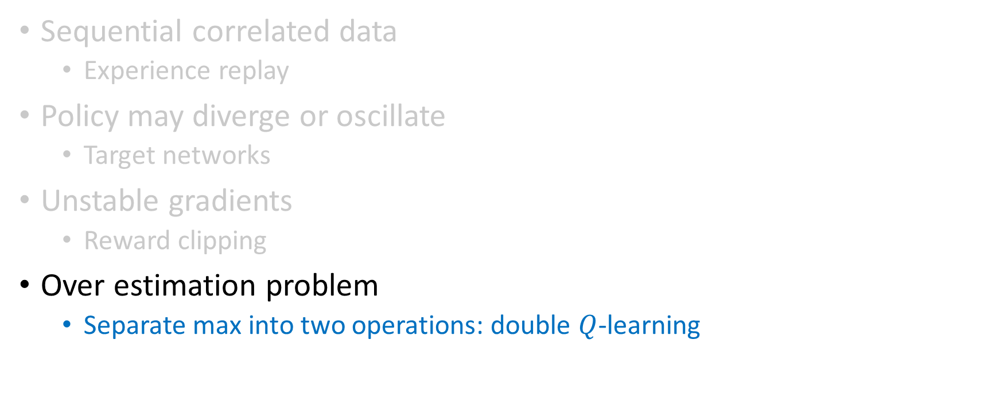 • Sequential correlated data
• Experience replay
• Policy may diverge or oscillate
• Target networks
• Unstable gradients
• Reward clipping
• Over estimation problem
• Separate max into two operations: double Q-learning